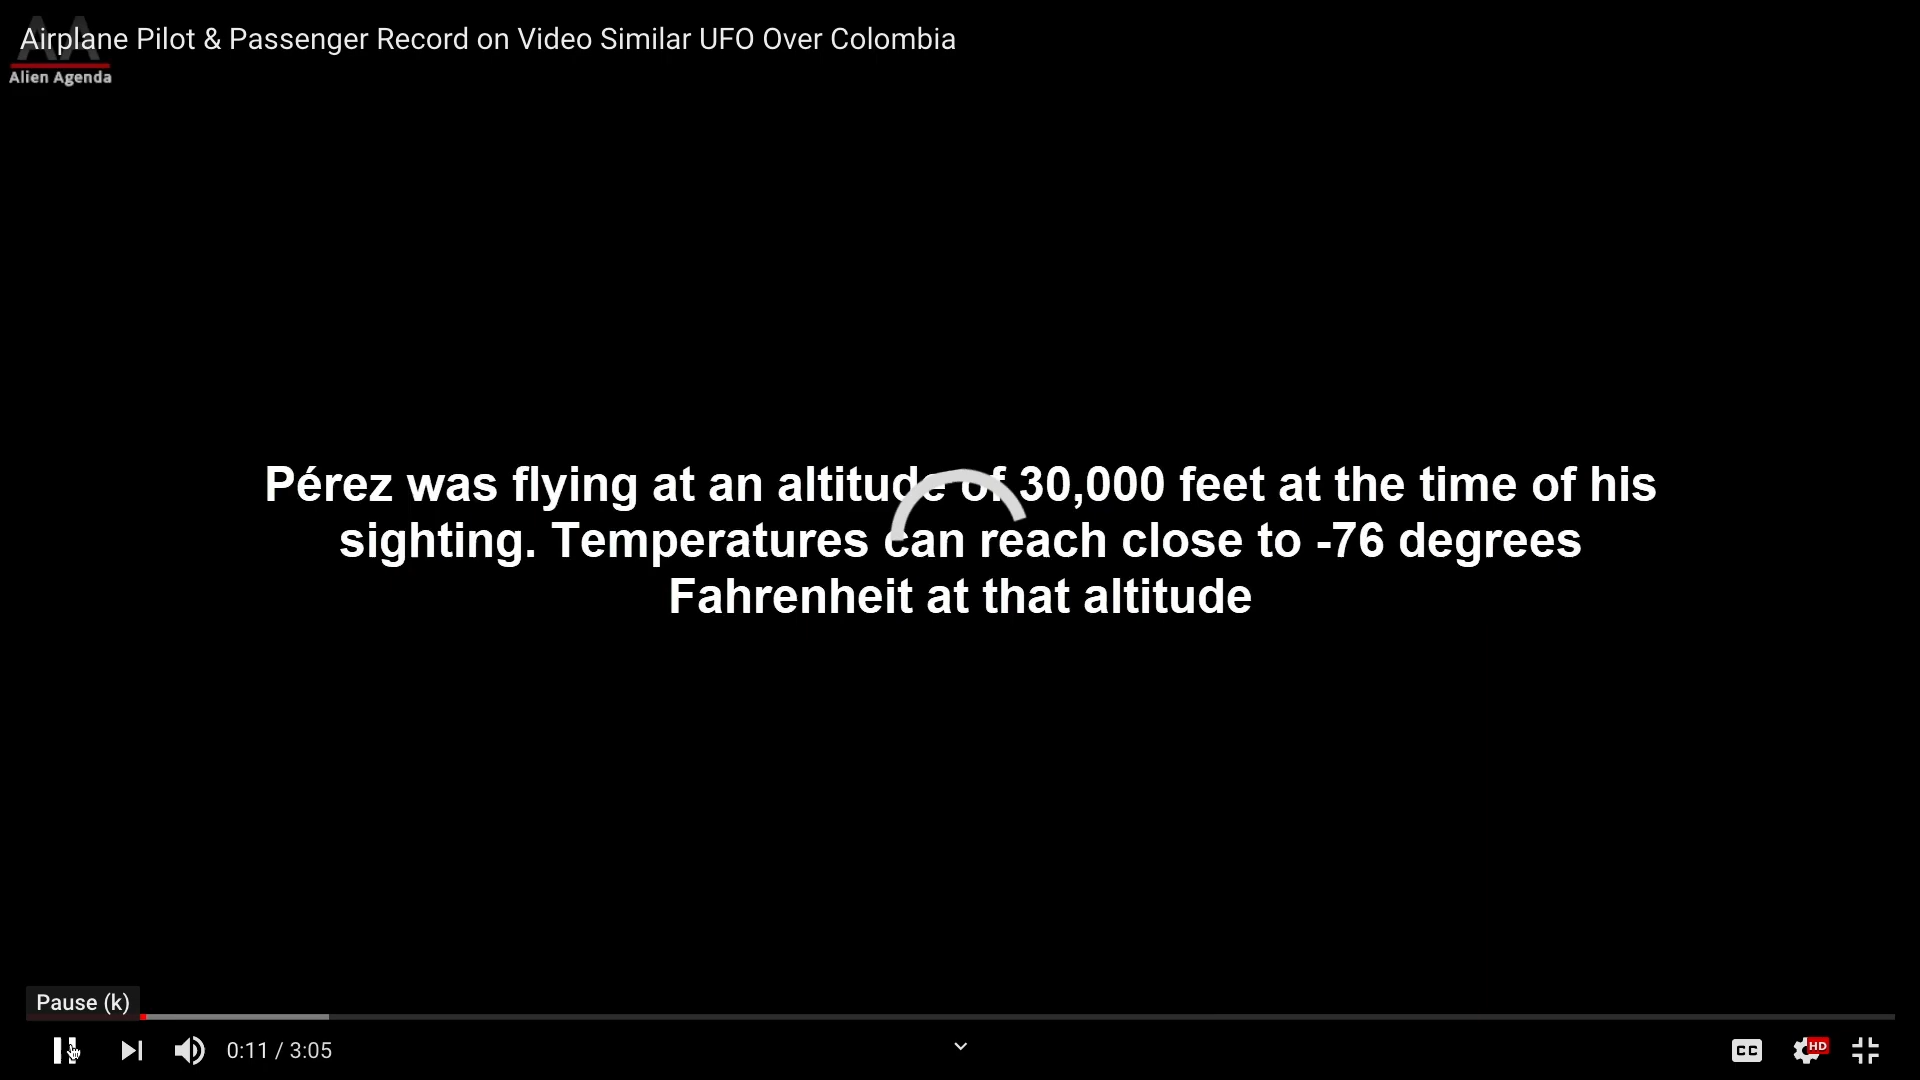 Airplane Pilot & Passenger Record on Video Similar UFO Over Colombia
AA
Alien Agenda
Pérez was flying at an altitude of 30,000 feet at the time of his
sighting. Temperatures can reach close to -76 degrees
Fahrenheit at that altitude
Pause (k)
0:11 / 3:05
CC
HD